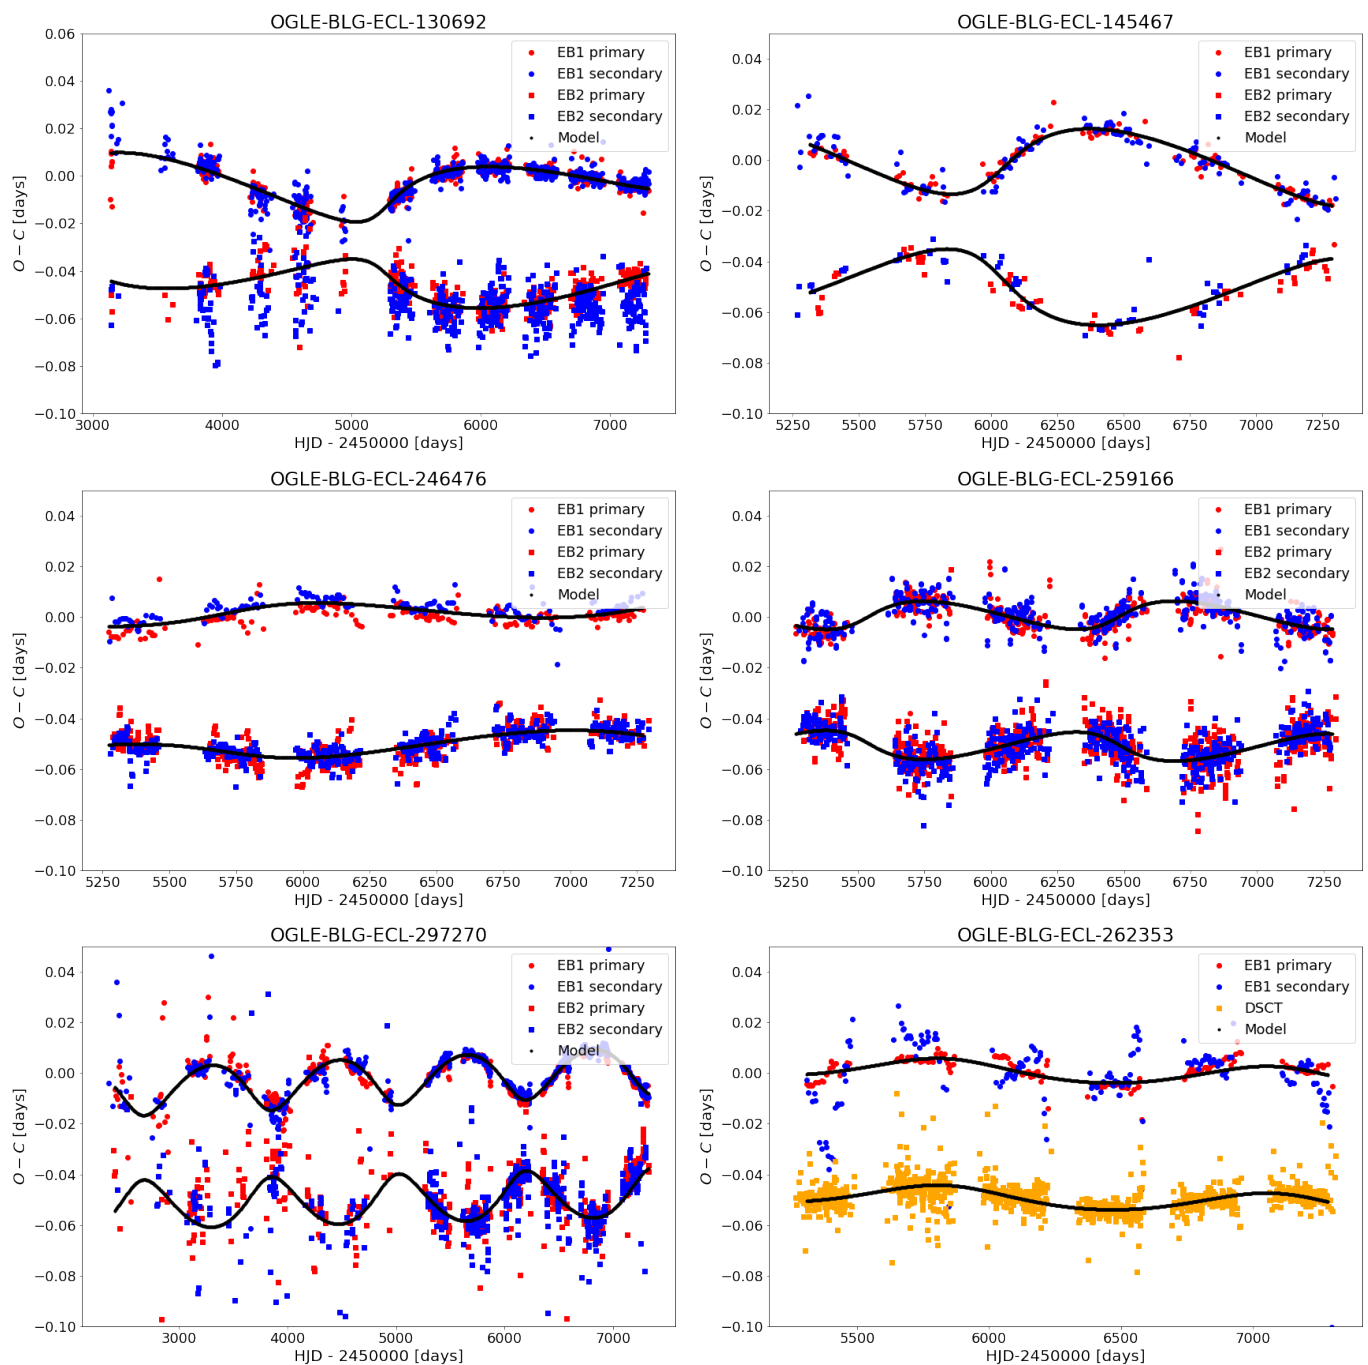 OGLE-BLG-ECL-130692
0.06
0.04
0.02
0.00
−0.02
−0.04
−0.06
−0.08
−0.10
O − C [days]
EB1 primary
EB1 secondary
EB2 primary
EB2 secondary
Model
3000 4000 5000 6000 7000
HJD - 2450000 [days]
OGLE-BLG-ECL-145467
0.04
0.02
0.00
−0.02
−0.04
−0.06
−0.08
−0.10
O − C [days]
EB1 primary
EB1 secondary
EB2 primary
EB2 secondary
Model
5250 5500 5750 6000 6250 6500 6750 7000 7250
HJD - 2450000 [days]
OGLE-BLG-ECL-246476
0.04
0.02
0.00
−0.02
−0.04
−0.06
−0.08
−0.10
O − C [days]
EB1 primary
EB1 secondary
EB2 primary
EB2 secondary
Model
5250 5500 5750 6000 6250 6500 6750 7000 7250
HJD - 2450000 [days]
OGLE-BLG-ECL-259166
0.04
0.02
0.00
−0.02
−0.04
−0.06
−0.08
−0.10
O − C [days]
EB1 primary
EB1 secondary
EB2 primary
EB2 secondary
Model
5250 5500 5750 6000 6250 6500 6750 7000 7250
HJD - 2450000 [days]
OGLE-BLG-ECL-297270
0.04
0.02
0.00
−0.02
−0.04
−0.06
−0.08
−0.10
O − C [days]
EB1 primary
EB1 secondary
EB2 primary
EB2 secondary
Model
3000 4000 5000 6000 7000
HJD - 2450000 [days]
OGLE-BLG-ECL-262353
0.04
0.02
0.00
−0.02
−0.04
−0.06
−0.08
−0.10
O − C [days]
EB1 primary
EB1 secondary
DSCT
Model
5500 6000 6500 7000
HJD-2450000 [days]